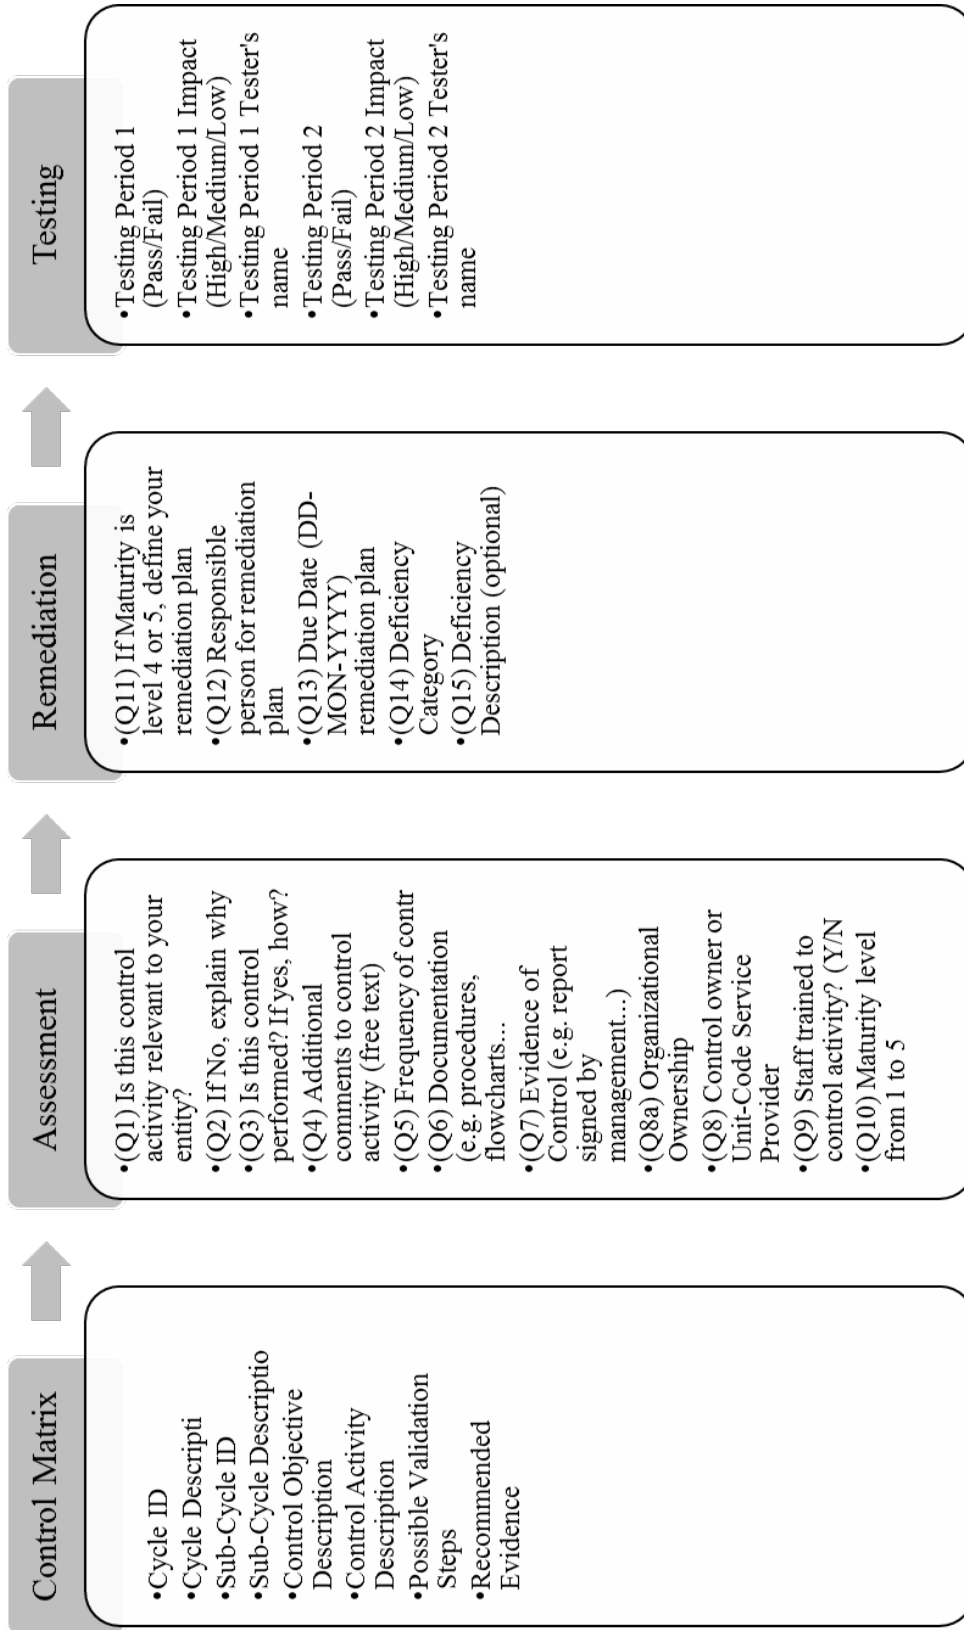 Control Matrix
•Cycle ID
•Cycle Descripti
•Sub-Cycle ID
•Sub-Cycle Descriptio
•Control Objective
Description
•Control Activity
Description
•Possible Validation
Steps
•Recommended
Evidence
Assessment
•(Q1) Is this control
activity relevant to your
entity?
•(Q2) If No, explain why
•(Q3) Is this control
performed? If yes, how?
•(Q4) Additional
comments to control
activity (free text)
•(Q5) Frequency of contr
•(Q6) Documentation
(e.g. procedures,
flowcharts...
•(Q7) Evidence of
Control (e.g. report
signed by
management...)
•(Q8a) Organizational
Ownership
•(Q8) Control owner or
Unit-Code Service
Provider
•(Q9) Staff trained to
control activity? (Y/N
•(Q10) Maturity level
from 1 to 5
Remediation
•(Q11) If Maturity is
level 4 or 5, define your
remediation plan
•(Q12) Responsible
person for remediation
plan
•(Q13) Due Date (DD-
MON-YYYY)
remediation plan
•(Q14) Deficiency
Category
•(Q15) Deficiency
Description (optional)
Testing
•Testing Period 1
(Pass/Fail)
•Testing Period 1 Impact
(High/Medium/Low)
•Testing Period 1 Tester's
name
•Testing Period 2
(Pass/Fail)
•Testing Period 2 Impact
(High/Medium/Low)
•Testing Period 2 Tester's
name